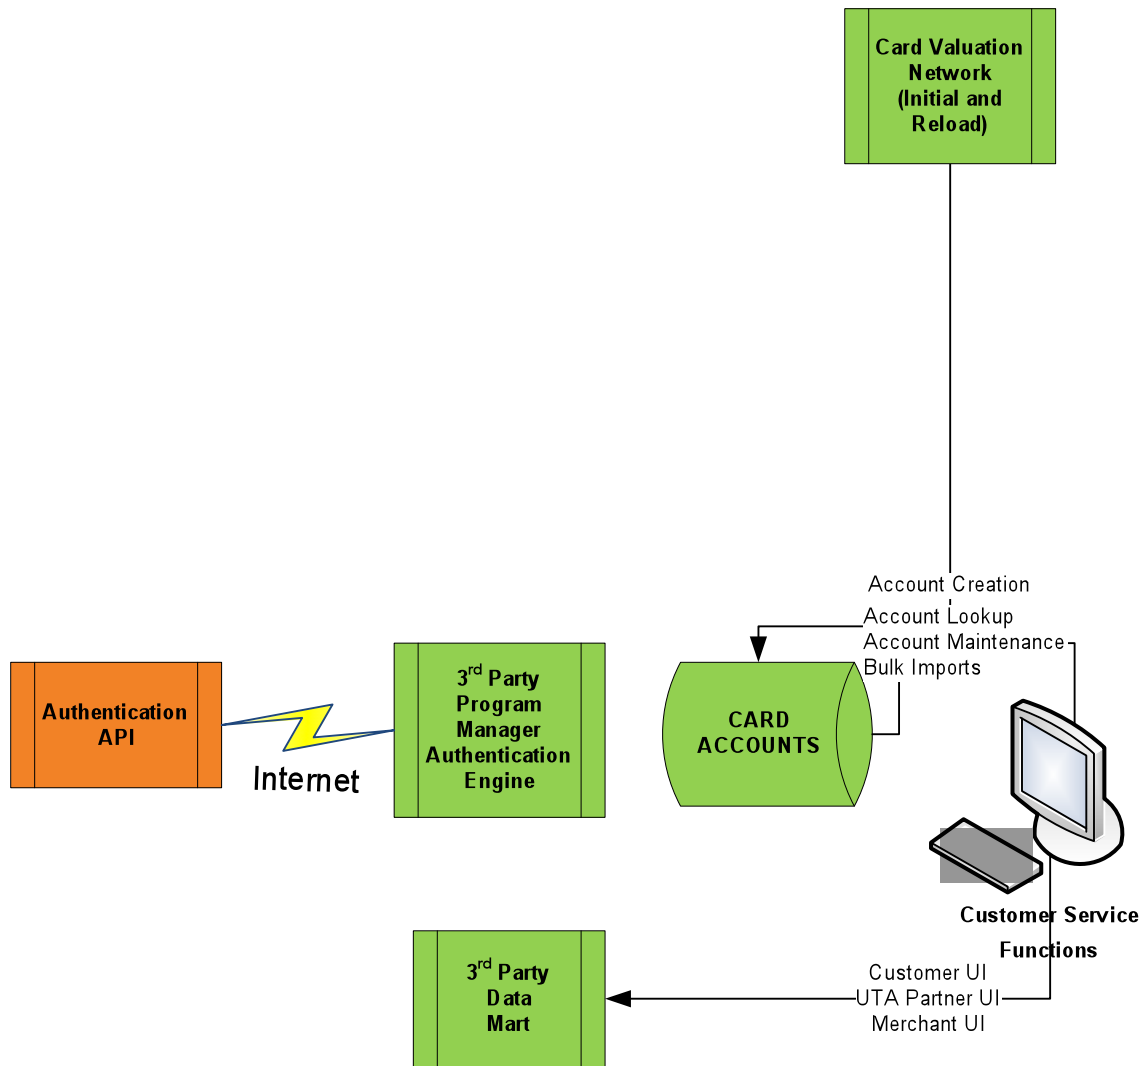 Card Valuation
Network
(Initial and
Reload)
Account Creation
Account Lookup
Account Maintenance
Bulk Imports
Authentication
API
Internet
3rd Party
Program
Manager
Authentication
Engine
CARD
ACCOUNTS
Customer Service
Functions
3rd Party
Data
Mart
Customer UI
UTA Partner UI
Merchant UI